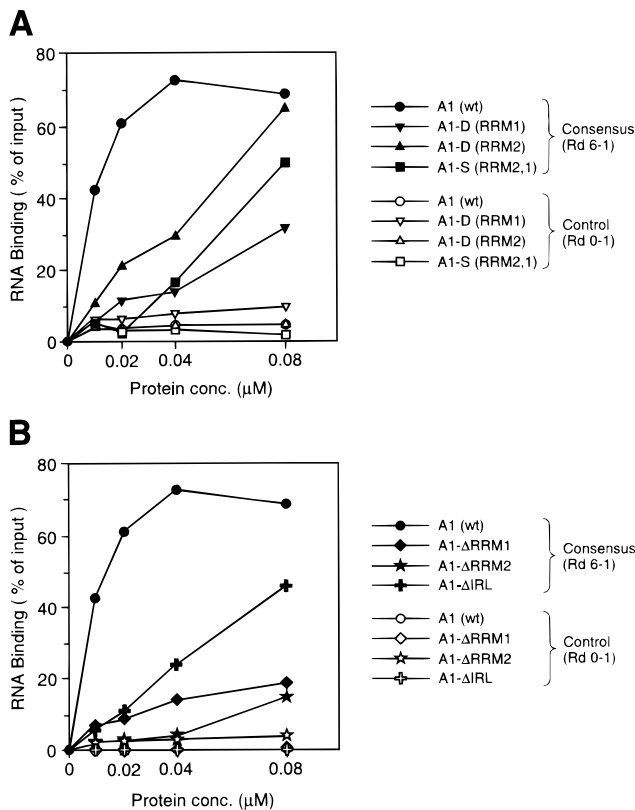 A
RNA Binding ( % of input)
80
60
40
20
0
0 0.02 0.04 0.08
Protein conc. (μM)
A1 (wt)
A1-D (RRM1)
A1-D (RRM2)
A1-S (RRM2,1)
Consensus
(Rd 6-1)
A1 (wt)
A1-D (RRM1)
A1-D (RRM2)
A1-S (RRM2,1)
Control
(Rd 0-1)
B
RNA Binding ( % of input)
80
60
40
20
0
0 0.02 0.04 0.08
Protein conc. (μM)
A1 (wt)
A1-ΔRRM1
A1-ΔRRM2
A1-ΔIRL
Consensus
(Rd 6-1)
A1 (wt)
A1-ΔRRM1
A1-ΔRRM2
A1-ΔIRL
Control
(Rd 0-1)